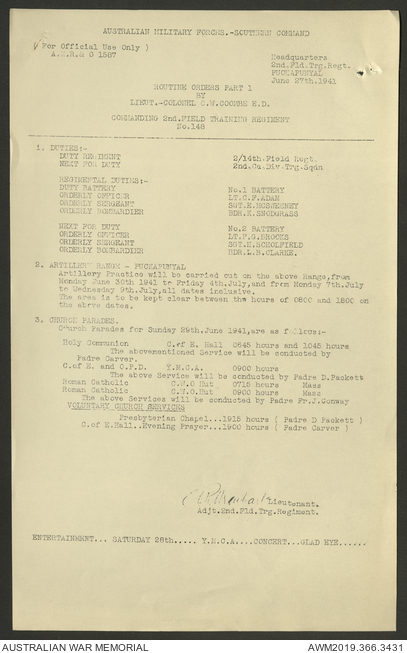 AUSTRALIAN MILITARY FORCES.-SOUTHERN COMMAND
( For Official Use Only )
A.M.R.& O 1587
Headquarters
2nd.Fld.Trg.Regt.
PUCKAPUNYAL
June 27th.1941
ROUTINE ORDERS PART 1
BY
LIEUT.-COLONEL G.W.COOMBE E.D.
COMMANDING 2nd.FIELD TRAINING REGIMENT
No.148
1. DUTIES:-
DUTY REGIMENT 2/14th.Field Regt.
NEXT FOR DUTY 2nd.Ca.Div.Trg.Sqdn
REGIMENTAL DUTIES:-
DUTY BATTERY No.1 BATTERY
ORDERLY OFFICER LT.C.F.ADAM
ORDERLY SERGEANT SGT.E.MCSWEENEY
ORDERLY BOMBARDIER BDR.K.SNODGRASS
NEXT FOR DUTY No.2 BATTERY
ORDERLY OFFICER LT.F.G.BROCKS
ORDERLY SERGEANT SGT.H.SCHOLFIELD
ORDERLY BOMBARDIER BDR.L.B.CLARKE.
2. ARTILLERY RANGE - PUCKAPUNYAL
Artillery Practice will be carried out on the above Range,from
Monday June 30th 1941 to Friday 4th.July,and from Monday 7th.July
to Wednesday 9th.July,all dates inclusive.
The area is to be kept clear between the hours of 0800 and 1800 on
the above dates.
3. CHURCH PARADES.
Church Parades for Sunday 29th.June 1941,are as follows:-
Holy Communion C.of E. Hall 0645 hours and 1045 hours
The abovementioned Service will be conducted by
Padre Carver.
C.of E. and O.P.D. Y.M.C.A. 0900 hours
The above Service will be conducted by Padre D.Packett
Roman Catholic C.W.O Hut 0715 hours Mass
Roman Catholic C.W.O.Hut 0900 hours Mass
The above Services will be conducted by Padre Fr.J.Conway
VOLUNTARY CHURCH SERVICES
Presbyterian Chapel...1915 hours ( Padre D Packett )
C.of E.Hall..Evening Prayer...1900 hours ( Padre Carver )
Lieutenant.
Adjt.2nd.Fld.Trg.Regiment.
ENTERTAINMENT... SATURDAY 28th..... Y.M.C.A....CONCERT...GLAD EYE......
AUSTRALIAN WAR MEMORIAL
AWM2019.366.3431